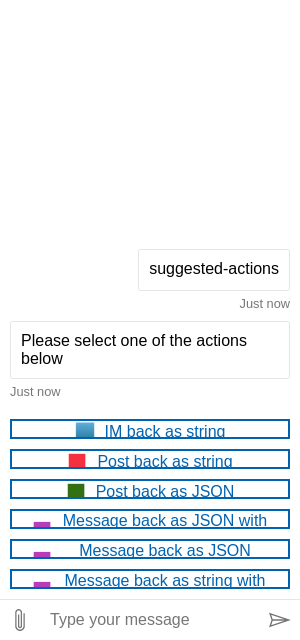 suggested-actions
Just now
Please select one of the actions
below
Just now
IM back as string
Post back as string
Post back as JSON
Message back as JSON with
Message back as JSON
Message back as string with
Type your message